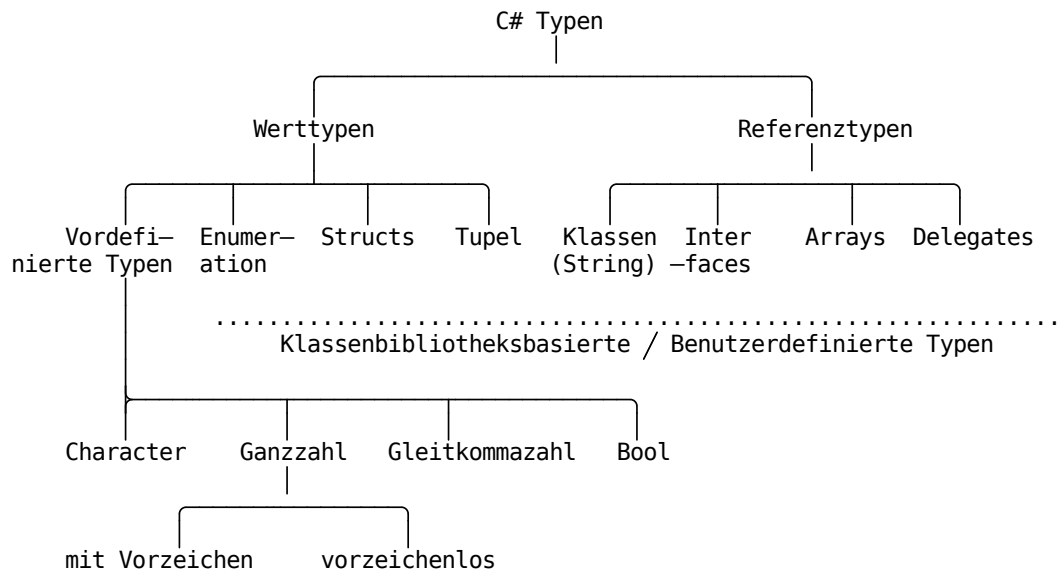 C# Typen
Werttypen Referenztypen
Vordefi– Enumer– Structs Tupel Klassen Inter Arrays Delegates
nierte Typen ation (String) –faces
Klassenbibliotheksbasierte / Benutzerdefinierte Typen
Character Ganzzahl Gleitkommazahl Bool
mit Vorzeichen vorzeichenlos